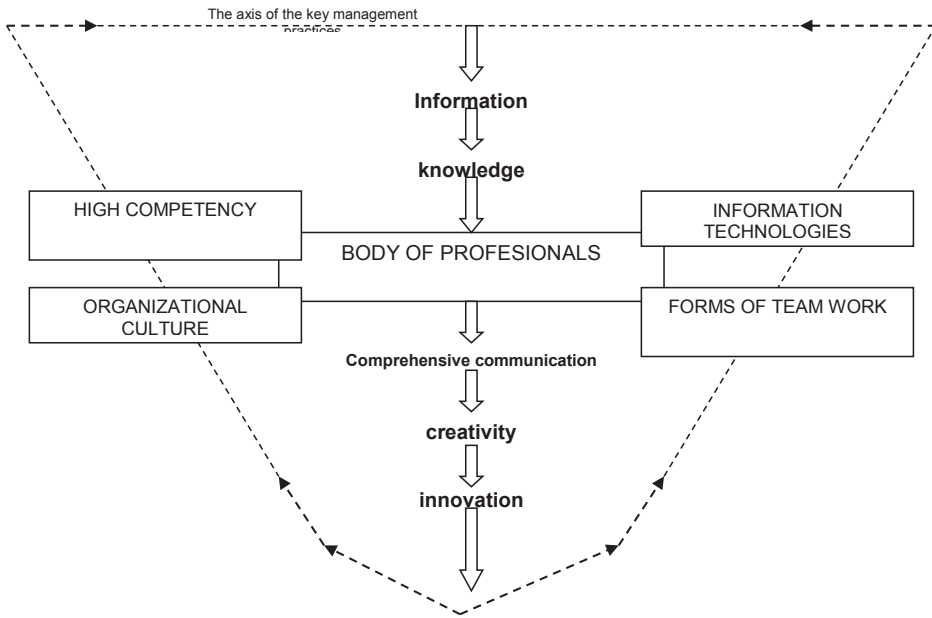 The axis of the key management
practices
Information
knowledge
HIGH COMPETENCY
INFORMATION
TECHNOLOGIES
BODY OF PROFESIONALS
ORGANIZATIONAL
CULTURE
FORMS OF TEAM WORK
Comprehensive communication
creativity
innovation